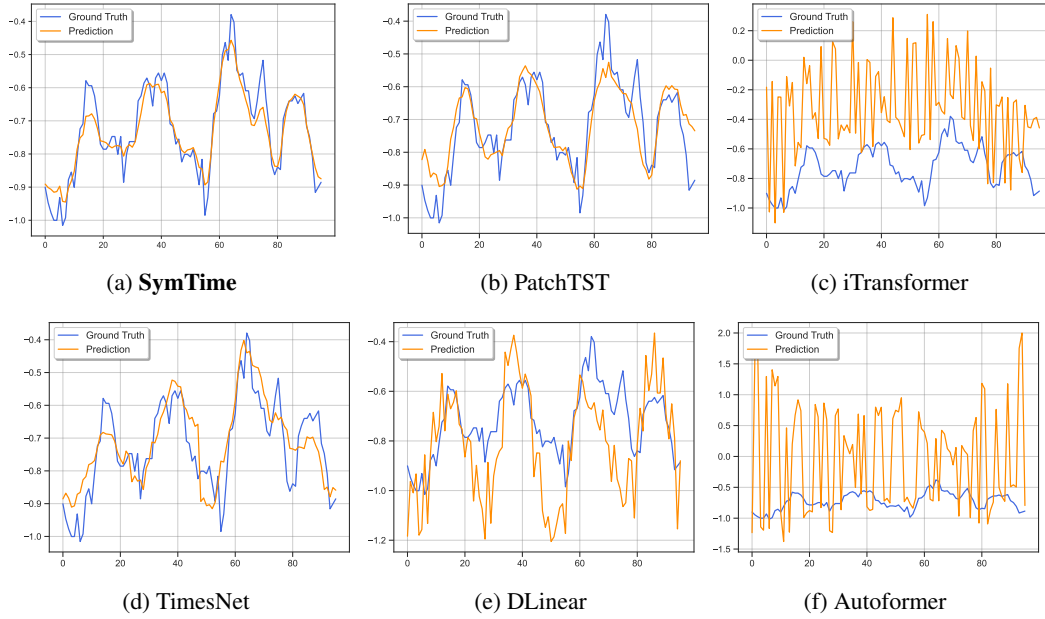 Ground Truth
Prediction
−0.4
−0.5
−0.6
−0.7
−0.8
−0.9
−1.0
0 20 40 60 80
(a) SymTime
Ground Truth
Prediction
−0.4
−0.5
−0.6
−0.7
−0.8
−0.9
−1.0
0 20 40 60 80
(b) PatchTST
Ground Truth
Prediction
0.2
0.0
−0.2
−0.4
−0.6
−0.8
−1.0
0 20 40 60 80
(c) iTransformer
Ground Truth
Prediction
−0.4
−0.5
−0.6
−0.7
−0.8
−0.9
−1.0
0 20 40 60 80
(d) TimesNet
Ground Truth
Prediction
−0.4
−0.6
−0.8
−1.0
−1.2
0 20 40 60 80
(e) DLinear
Ground Truth
Prediction
2.0
1.5
1.0
0.5
0.0
−0.5
−1.0
−1.5
0 20 40 60 80
(f) Autoformer